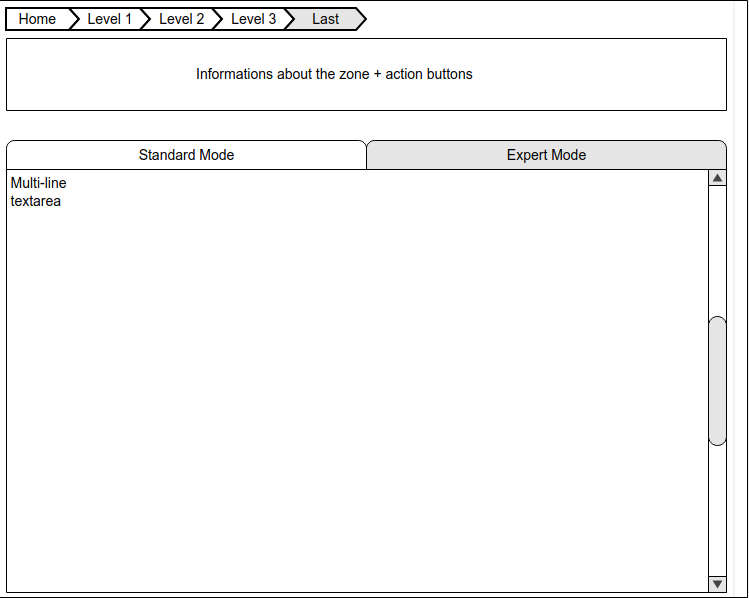 Home Level 1 Level 2 Level 3 Last
Informations about the zone + action buttons
Standard Mode Expert Mode
Multi-line
textarea